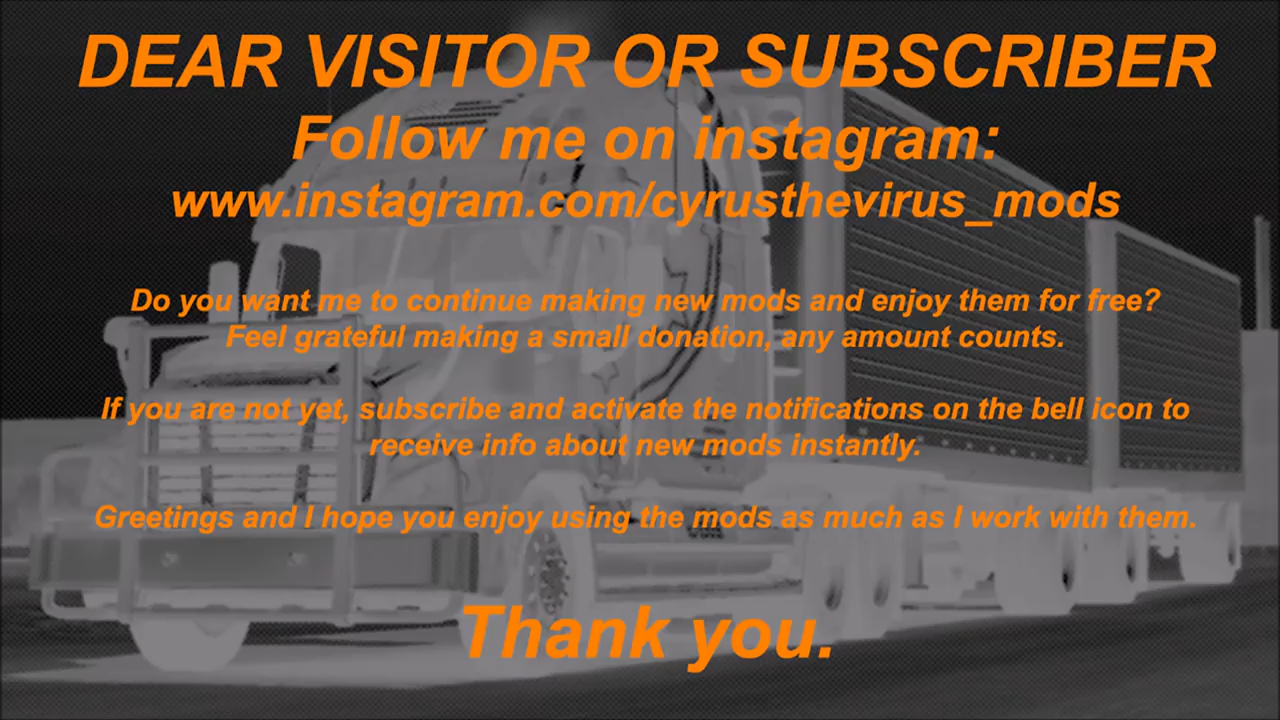 DEAR VISITOR OR SUBSCRIBER
Follow me on instagram:
www.instagram.com/cyrusthevirus_mods
Do you want me to continue making new mods and enjoy them for free?
Feel grateful making a small donation, any amount counts.
If you are not yet, subscribe and activate the notifications on the bell icon to
receive info about new mods instantly.
Greetings and I hope you enjoy using the mods as much as I work with them.
Thank you.